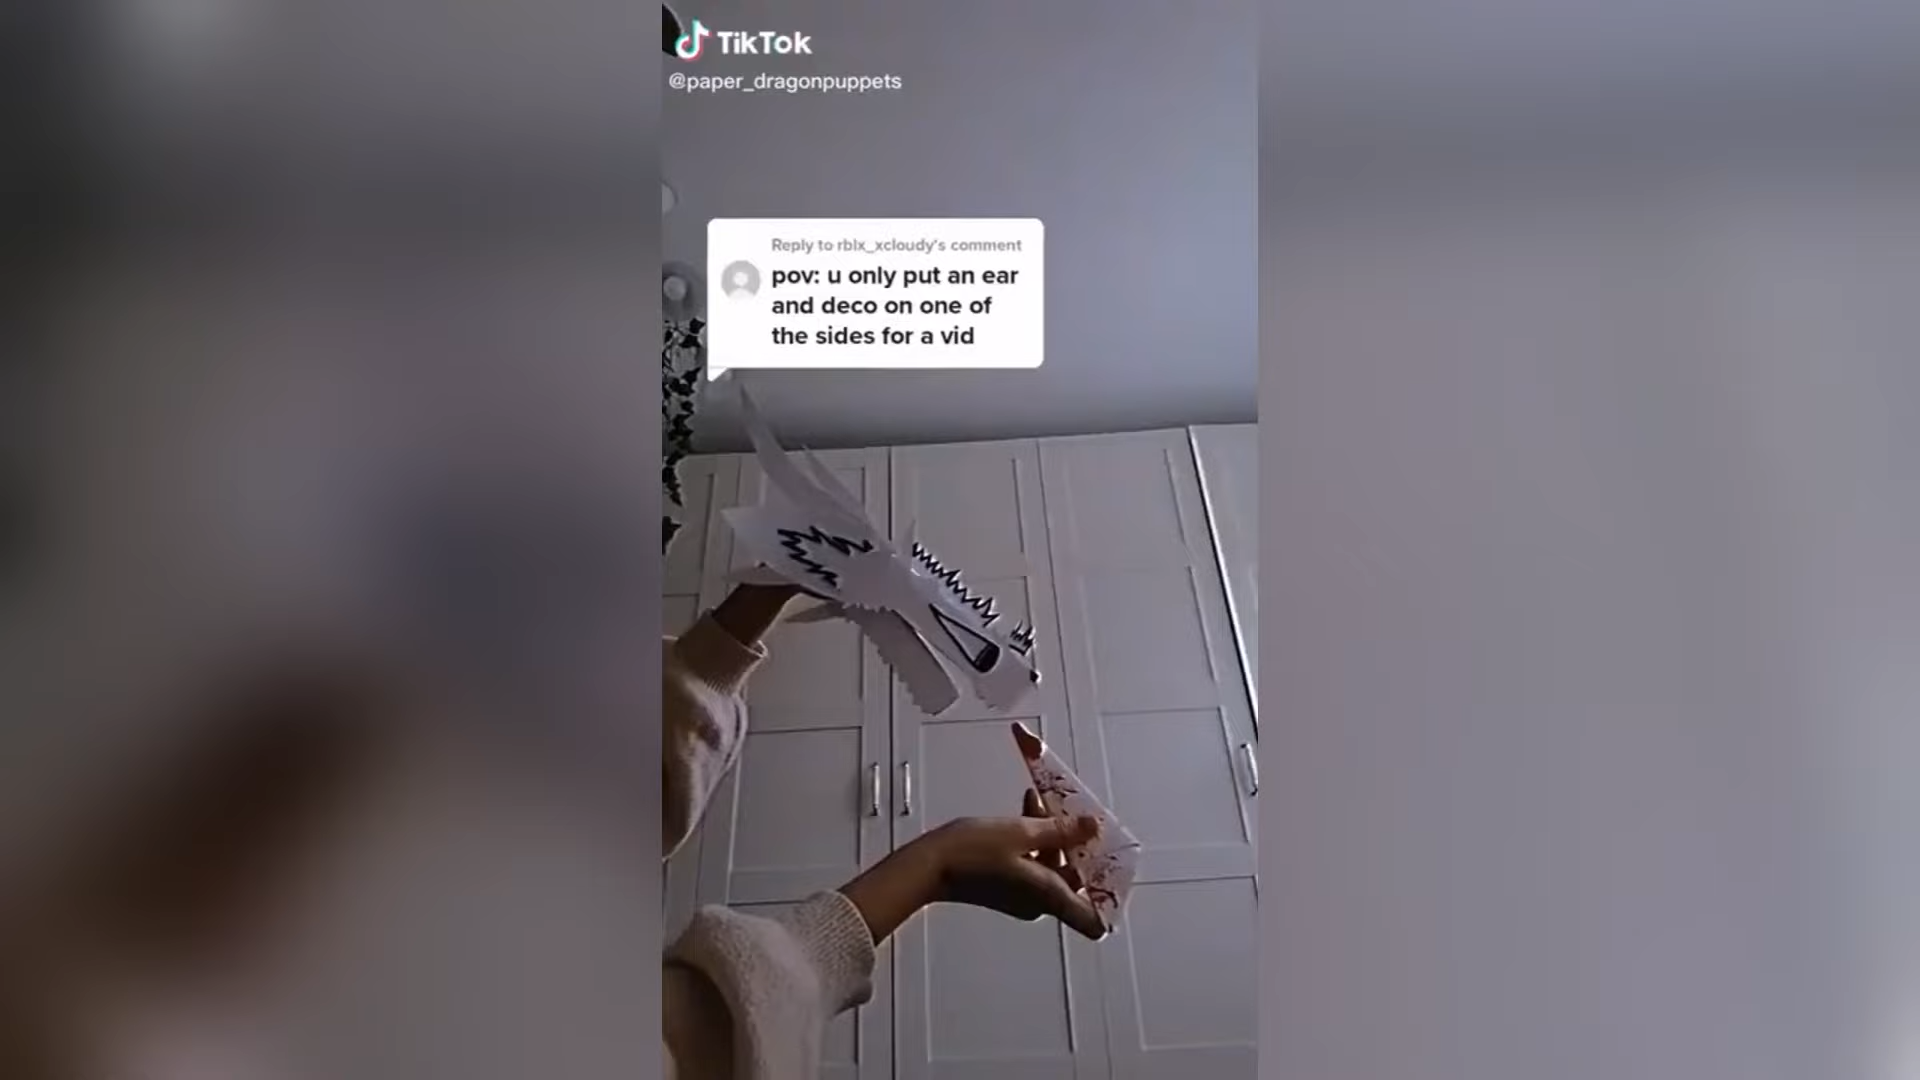 TikTok
@paper_dragonpuppets
Reply to rblx_xcloudy's comment
pov: u only put an ear
and deco on one of
the sides for a vid